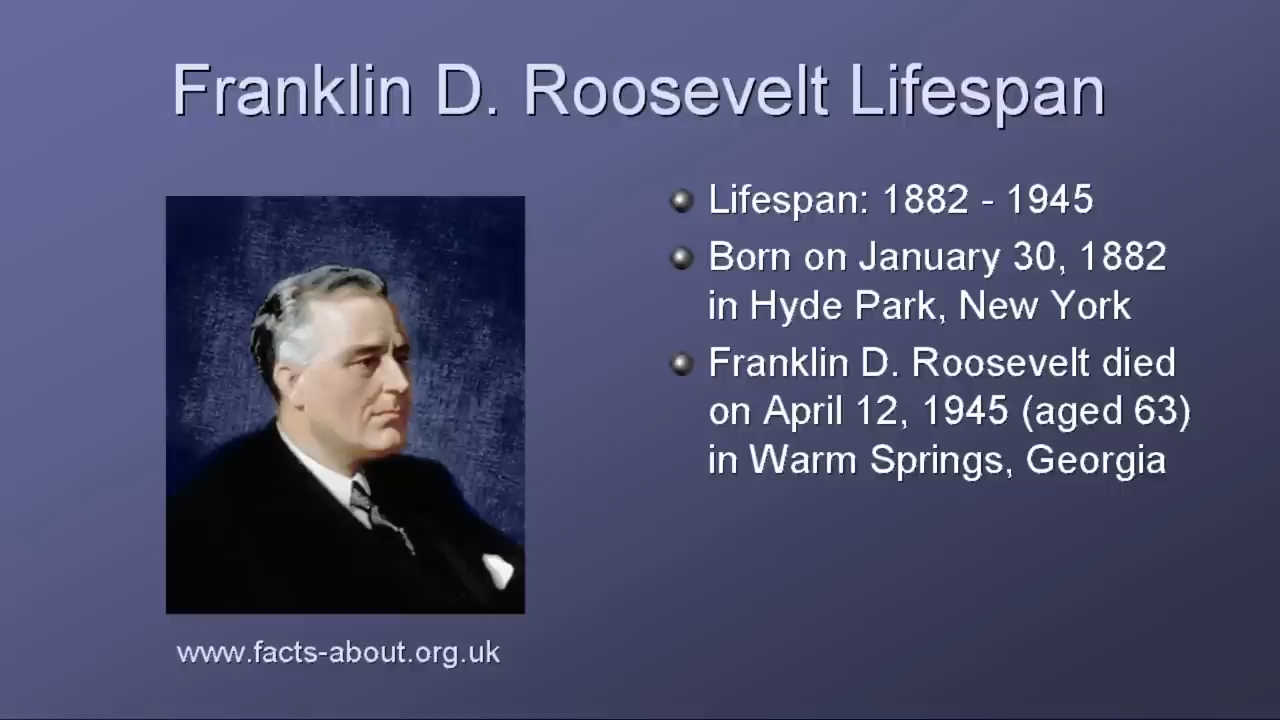 Franklin D. Roosevelt Lifespan
Lifespan: 1882 - 1945
Born on January 30, 1882
in Hyde Park, New York
Franklin D. Roosevelt died
on April 12, 1945 (aged 63)
in Warm Springs, Georgia
www.facts-about.org.uk